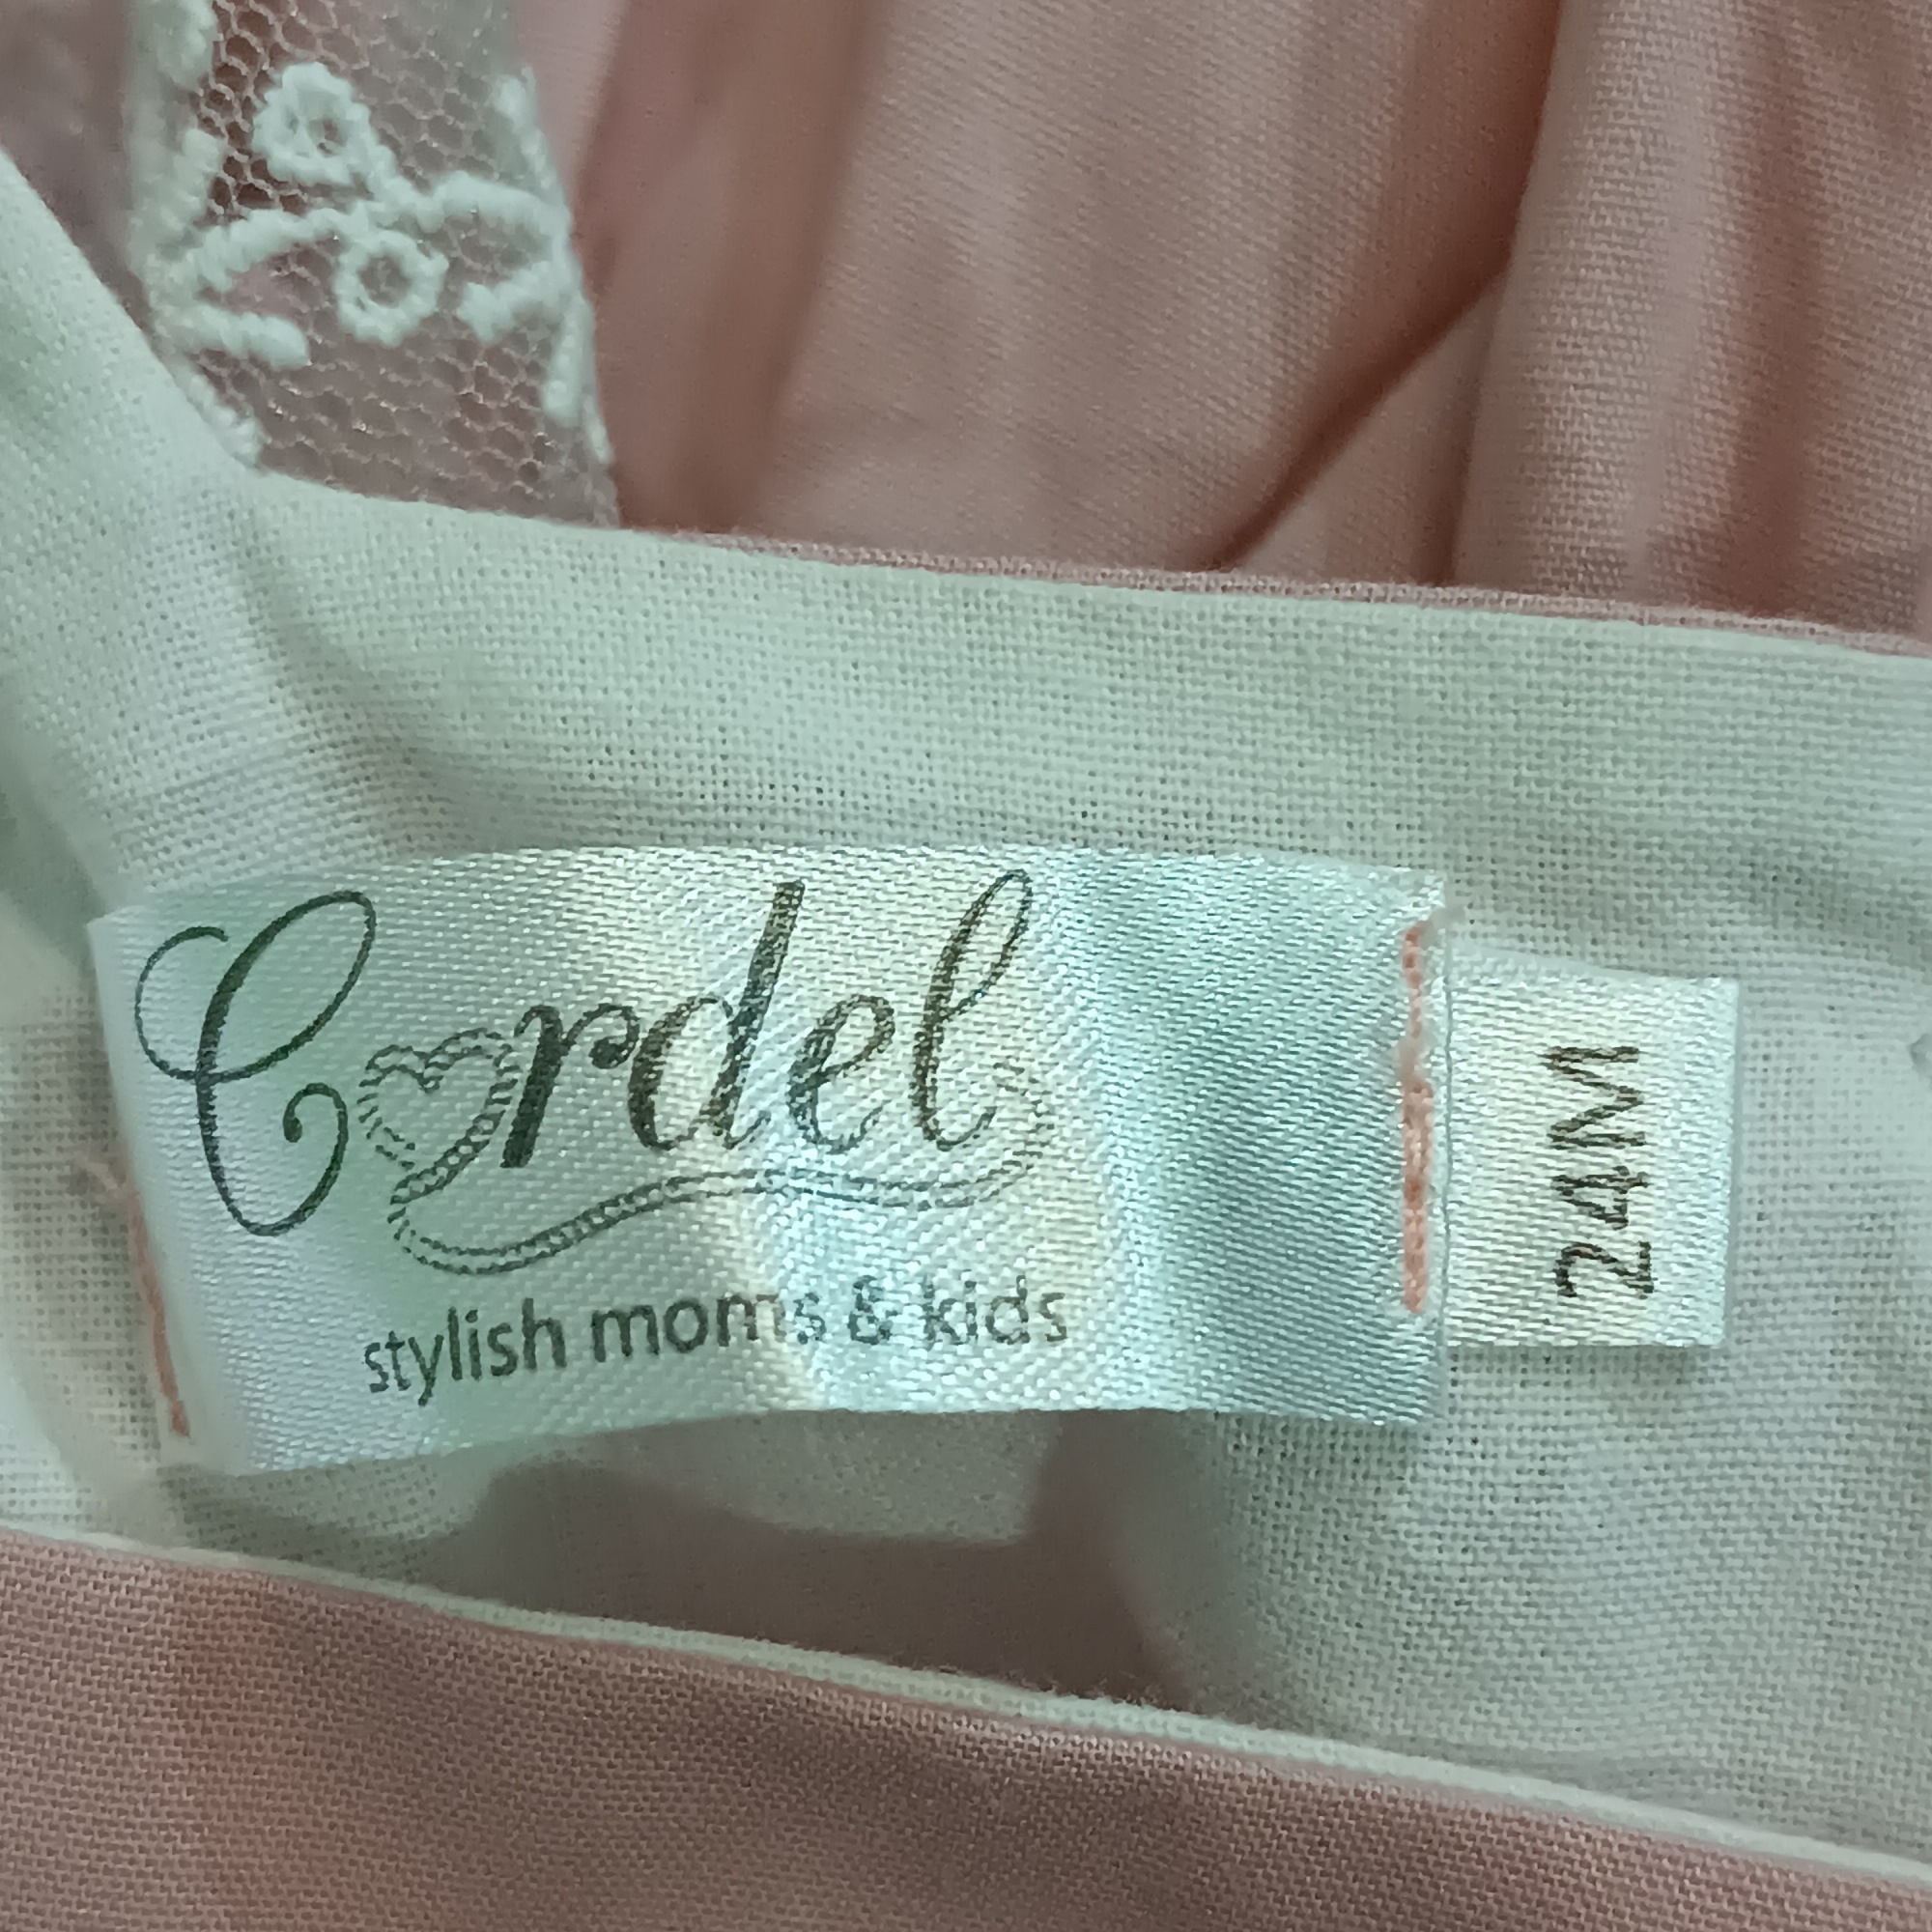 Cordel
stylish moms & kids
24M